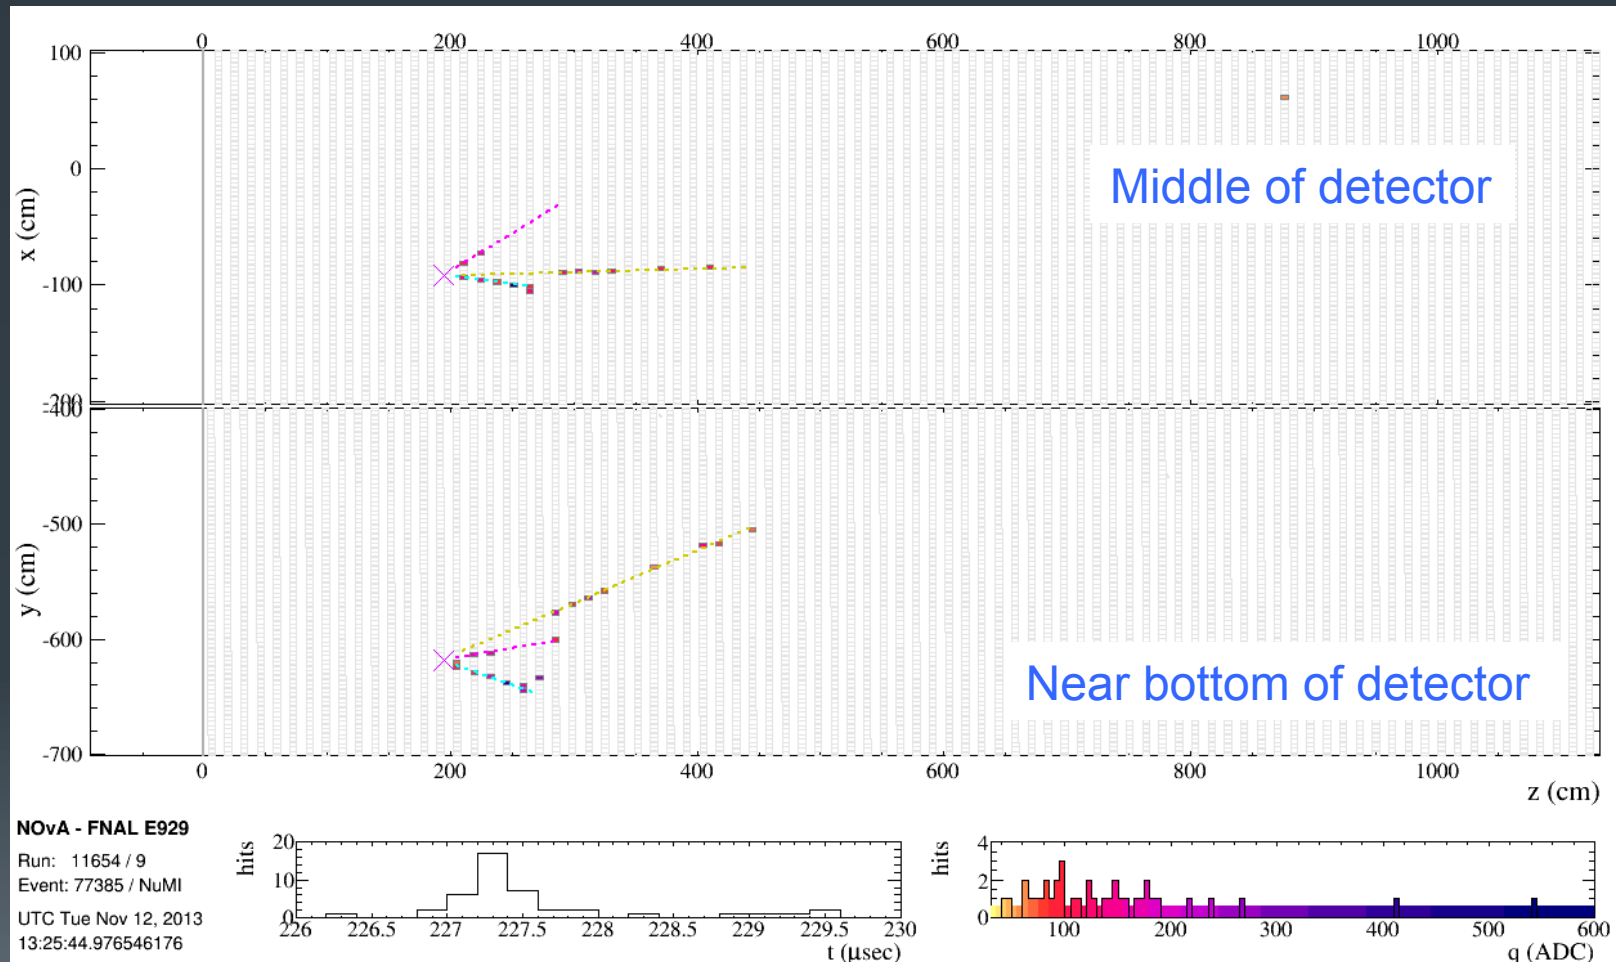 0 200 400 600 800 1000
100
0
-100
-200
x (cm)
Middle of detector
-400
-500
-600
-700
y (cm)
Near bottom of detector
0 200 400 600 800 1000
z (cm)
NOvA - FNAL E929
Run: 11654 / 9
Event: 77385 / NuMI
UTC Tue Nov 12, 2013
13:25:44.976546176
hits
20
10
0
226 226.5 227 227.5 228 228.5 229 229.5 230
t (μsec)
hits
4
2
0
100 200 300 400 500 600
q (ADC)